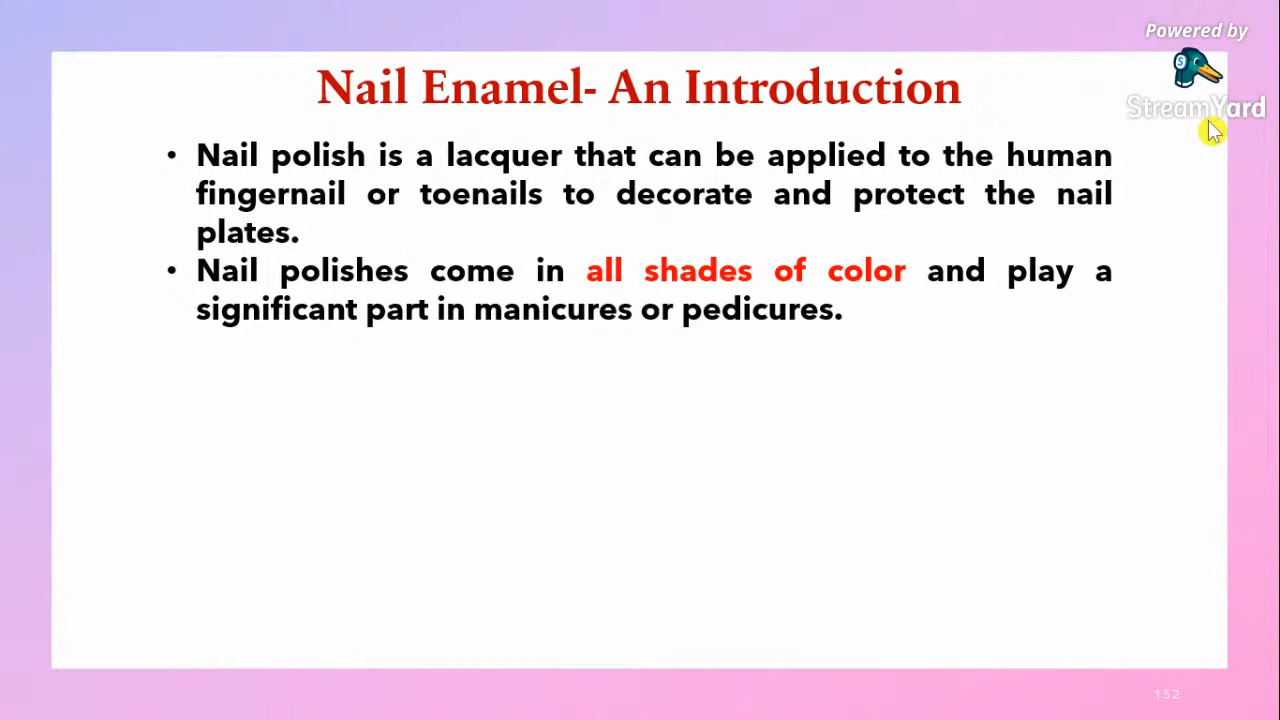 Powered by
StreamYard
Nail Enamel- An Introduction
• Nail polish is a lacquer that can be applied to the human
fingernail or toenails to decorate and protect the nail
plates.
• Nail polishes come in all shades of color and play a
significant part in manicures or pedicures.
152